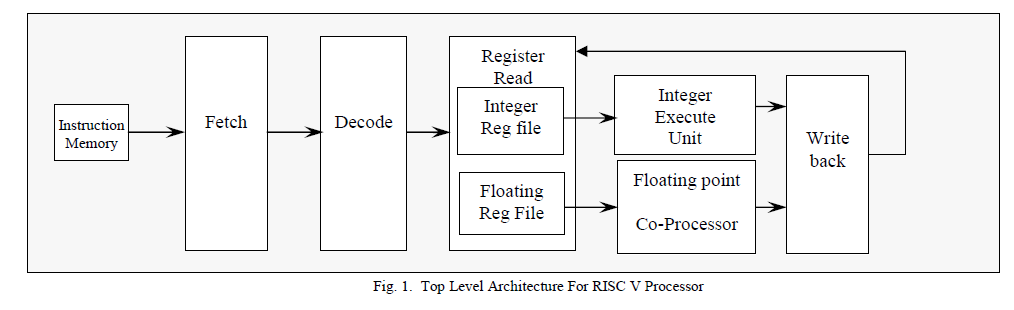 Instruction
Memory
Fetch
Decode
Register
Read
Integer
Reg file
Floating
Reg File
Integer
Execute
Unit
Floating point
Co-Processor
Write
back
Fig. 1. Top Level Architecture For RISC V Processor